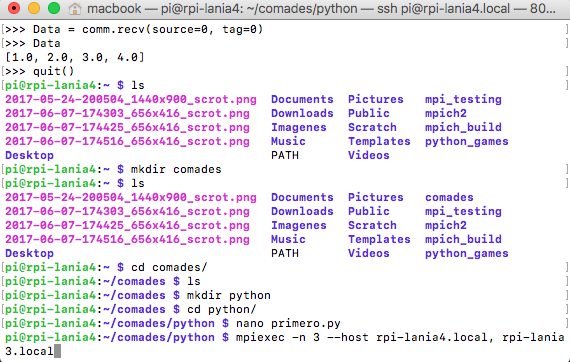 macbook — pi@rpi-lania4: ~/comades/python — ssh pi@rpi-lania4.local — 80...
[>>> Data = comm.recv(source=0, tag=0)
[>>> Data
[1.0, 2.0, 3.0, 4.0]
[>>> quit()
[pi@rpi-lania4:~ $ ls
2017-05-24-200504_1440x900_scrot.png Documents Pictures mpi_testing
2017-06-07-174303_656x416_scrot.png Downloads Public mpich2
2017-06-07-174425_656x416_scrot.png Imagenes Scratch mpich_build
2017-06-07-174516_656x416_scrot.png Music Templates python_games
Desktop PATH Videos
[pi@rpi-lania4:~ $ mkdir comades
[pi@rpi-lania4:~ $ ls
2017-05-24-200504_1440x900_scrot.png Documents Pictures comades
2017-06-07-174303_656x416_scrot.png Downloads Public mpi_testing
2017-06-07-174425_656x416_scrot.png Imagenes Scratch mpich2
2017-06-07-174516_656x416_scrot.png Music Templates mpich_build
Desktop PATH Videos python_games
[pi@rpi-lania4:~ $ cd comades/
[pi@rpi-lania4:~/comades $ ls
[pi@rpi-lania4:~/comades $ mkdir python
[pi@rpi-lania4:~/comades $ cd python/
[pi@rpi-lania4:~/comades/python $ nano primero.py
pi@rpi-lania4:~/comades/python $ mpiexec -n 3 --host rpi-lania4.local, rpi-lania
3.local